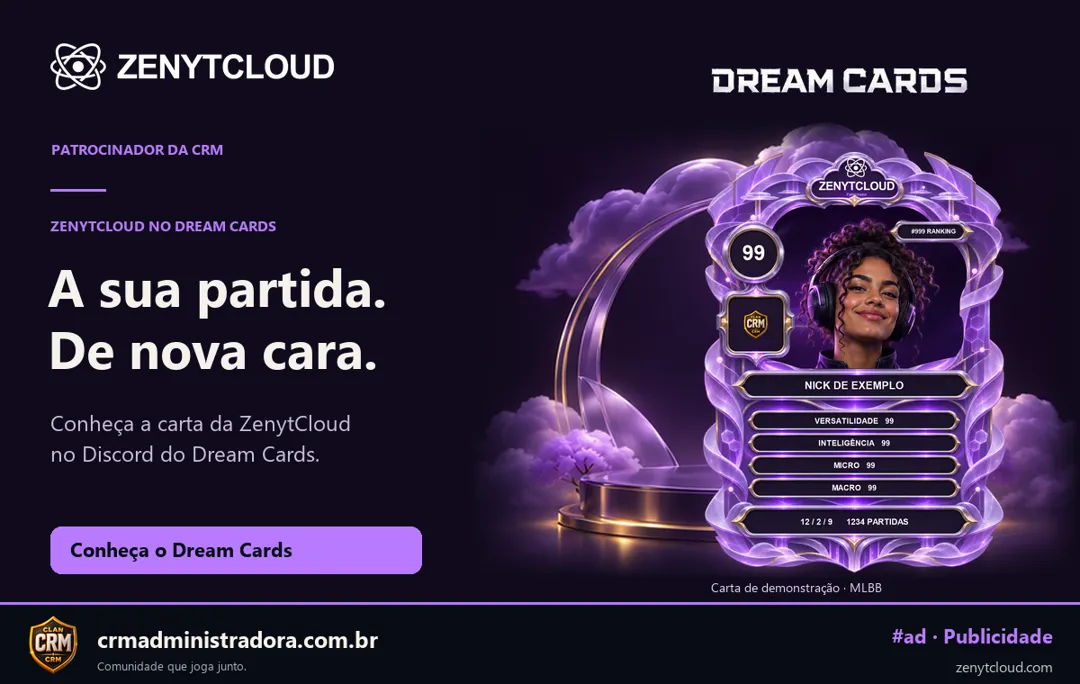 ZENYTCLOUD
PATROCINADOR DA CRM
ZENYTCLOUD NO DREAM CARDS
A sua partida.
De nova cara.
Conheça a carta da ZenytCloud
no Discord do Dream Cards.
Conheça o Dream Cards
DREAM CARDS
ZENYTCLOUD
#999 RANKING
99
CLAN
CRM
CRM
NICK DE EXEMPLO
VERSATILIDADE 99
INTELIGÊNCIA 99
MICRO 99
MACRO 99
12 / 2 / 9 1234 PARTIDAS
Carta de demonstração · MLBB
CLAN
CRM
CRM
crmadministradora.com.br
Comunidade que joga junto.
#ad · Publicidade
zenytcloud.com